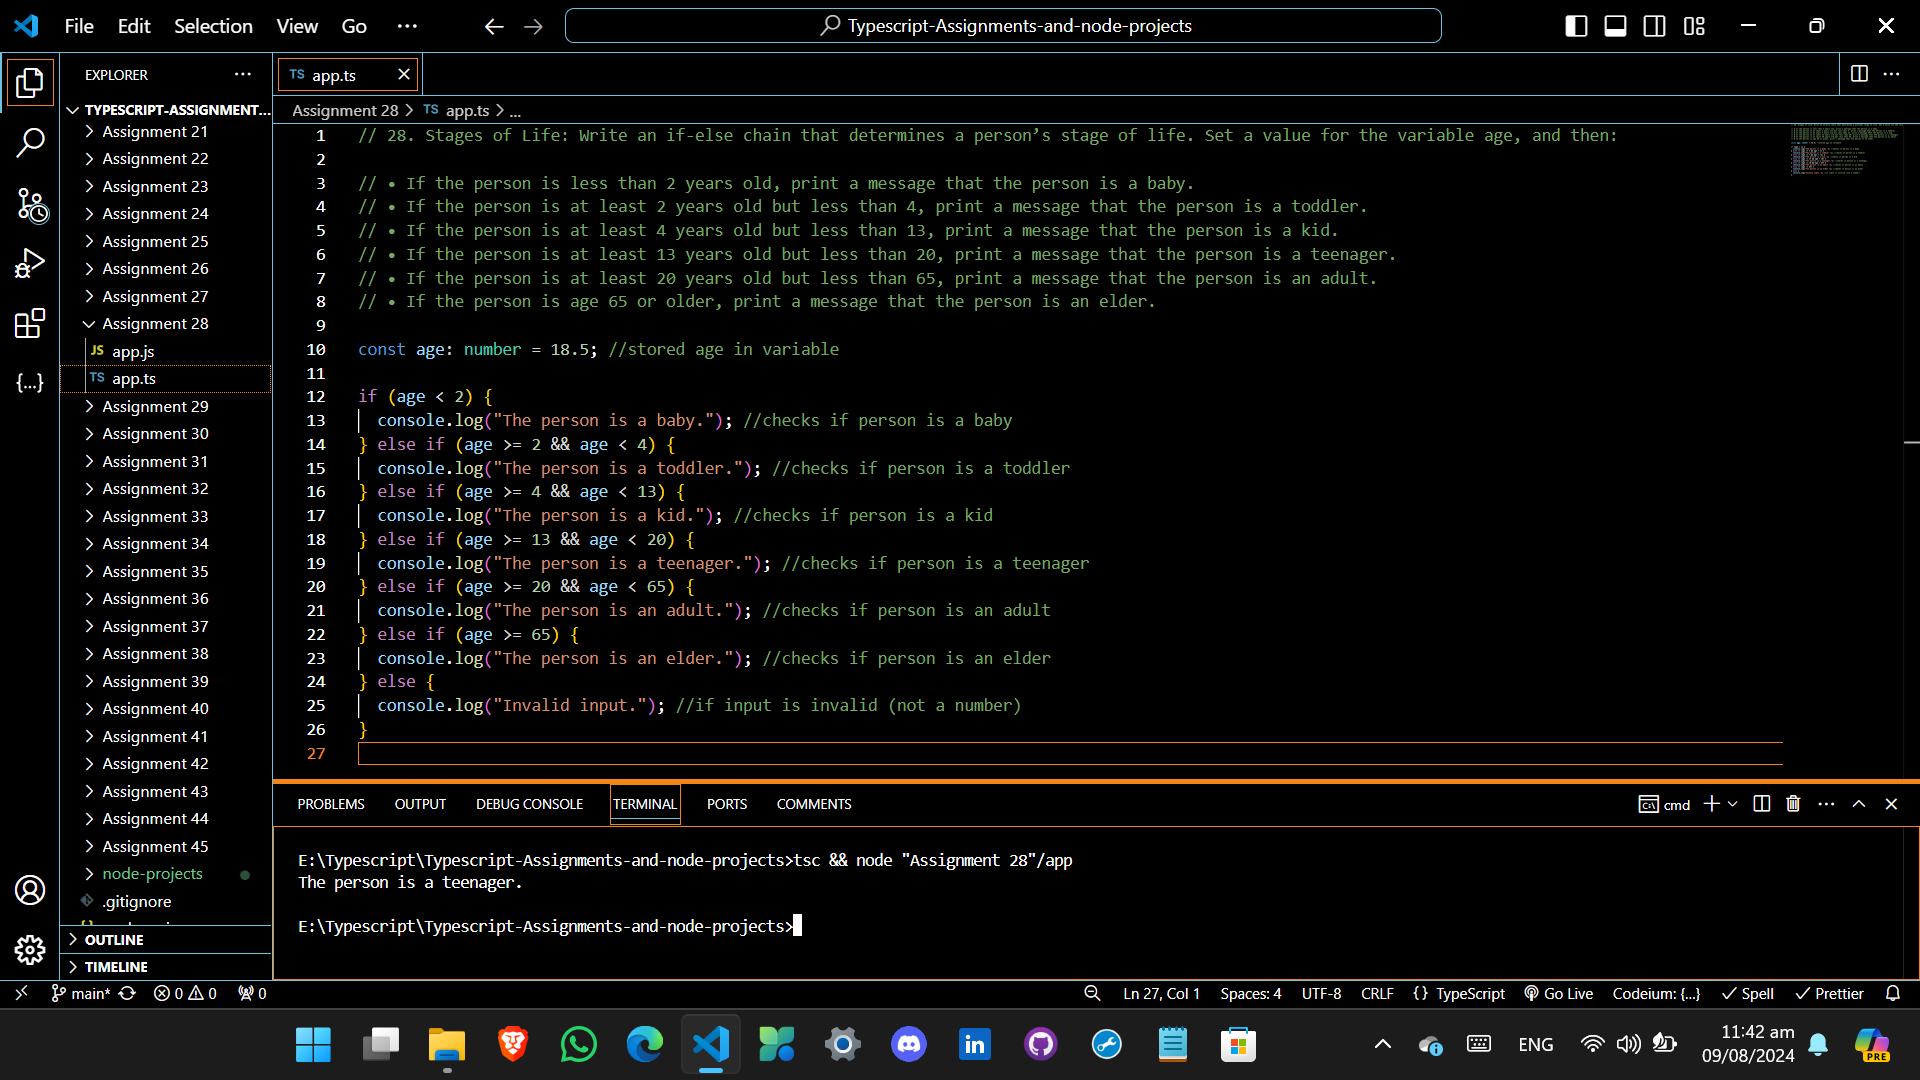 File Edit Selection View Go ···
Typescript-Assignments-and-node-projects
EXPLORER ···
TYPESCRIPT-ASSIGNMENT...
Assignment 21
Assignment 22
Assignment 23
Assignment 24
Assignment 25
Assignment 26
Assignment 27
Assignment 28
JS app.js
TS app.ts
Assignment 29
Assignment 30
Assignment 31
Assignment 32
Assignment 33
Assignment 34
Assignment 35
Assignment 36
Assignment 37
Assignment 38
Assignment 39
Assignment 40
Assignment 41
Assignment 42
Assignment 43
Assignment 44
Assignment 45
node-projects
.gitignore
OUTLINE
TIMELINE
TS app.ts
Assignment 28 > TS app.ts > ...
1 // 28. Stages of Life: Write an if-else chain that determines a person’s stage of life. Set a value for the variable age, and then:
2
3 // • If the person is less than 2 years old, print a message that the person is a baby.
4 // • If the person is at least 2 years old but less than 4, print a message that the person is a toddler.
5 // • If the person is at least 4 years old but less than 13, print a message that the person is a kid.
6 // • If the person is at least 13 years old but less than 20, print a message that the person is a teenager.
7 // • If the person is at least 20 years old but less than 65, print a message that the person is an adult.
8 // • If the person is age 65 or older, print a message that the person is an elder.
9
10 const age: number = 18.5; //stored age in variable
11
12 if (age < 2) {
13 console.log("The person is a baby."); //checks if person is a baby
14 } else if (age >= 2 && age < 4) {
15 console.log("The person is a toddler."); //checks if person is a toddler
16 } else if (age >= 4 && age < 13) {
17 console.log("The person is a kid."); //checks if person is a kid
18 } else if (age >= 13 && age < 20) {
19 console.log("The person is a teenager."); //checks if person is a teenager
20 } else if (age >= 20 && age < 65) {
21 console.log("The person is an adult."); //checks if person is an adult
22 } else if (age >= 65) {
23 console.log("The person is an elder."); //checks if person is an elder
24 } else {
25 console.log("Invalid input."); //if input is invalid (not a number)
26 }
27
PROBLEMS OUTPUT DEBUG CONSOLE TERMINAL PORTS COMMENTS
cmd
E:\Typescript\Typescript-Assignments-and-node-projects>tsc && node "Assignment 28"/app
The person is a teenager.
E:\Typescript\Typescript-Assignments-and-node-projects>
main* 0 0 0
Ln 27, Col 1 Spaces: 4 UTF-8 CRLF {} TypeScript Go Live Codeium: {...} Spell Prettier
ENG
11:42 am
09/08/2024
PRE